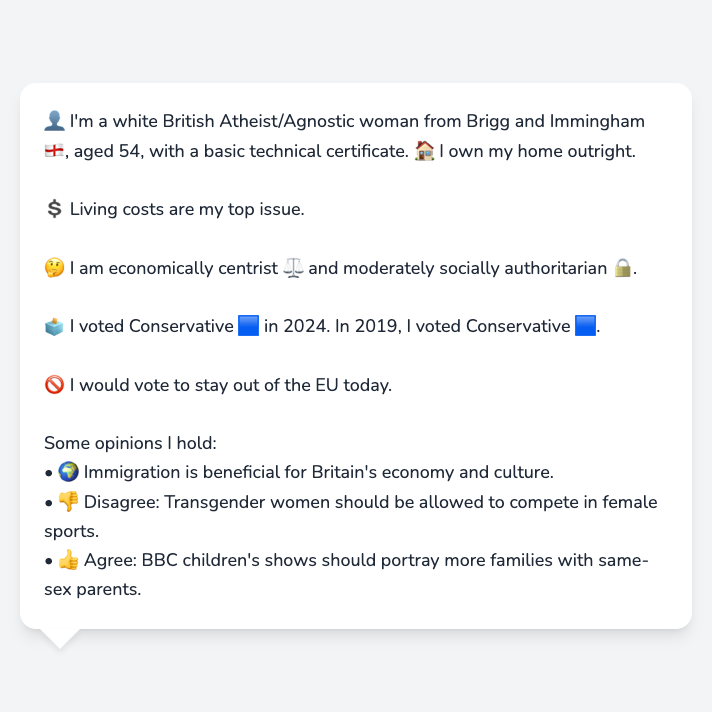 👤 I'm a white British Atheist/Agnostic woman from Brigg and Immingham
🏴󠁧󠁢󠁥󠁮󠁧󠁿, aged 54, with a basic technical certificate. 🏠 I own my home outright.
💲 Living costs are my top issue.
🤔 I am economically centrist ⚖️ and moderately socially authoritarian 🔒.
🗳️ I voted Conservative 🟦 in 2024. In 2019, I voted Conservative 🟦.
🚫 I would vote to stay out of the EU today.
Some opinions I hold:
• 🌍 Immigration is beneficial for Britain's economy and culture.
• 👎 Disagree: Transgender women should be allowed to compete in female
sports.
• 👍 Agree: BBC children's shows should portray more families with same-
sex parents.